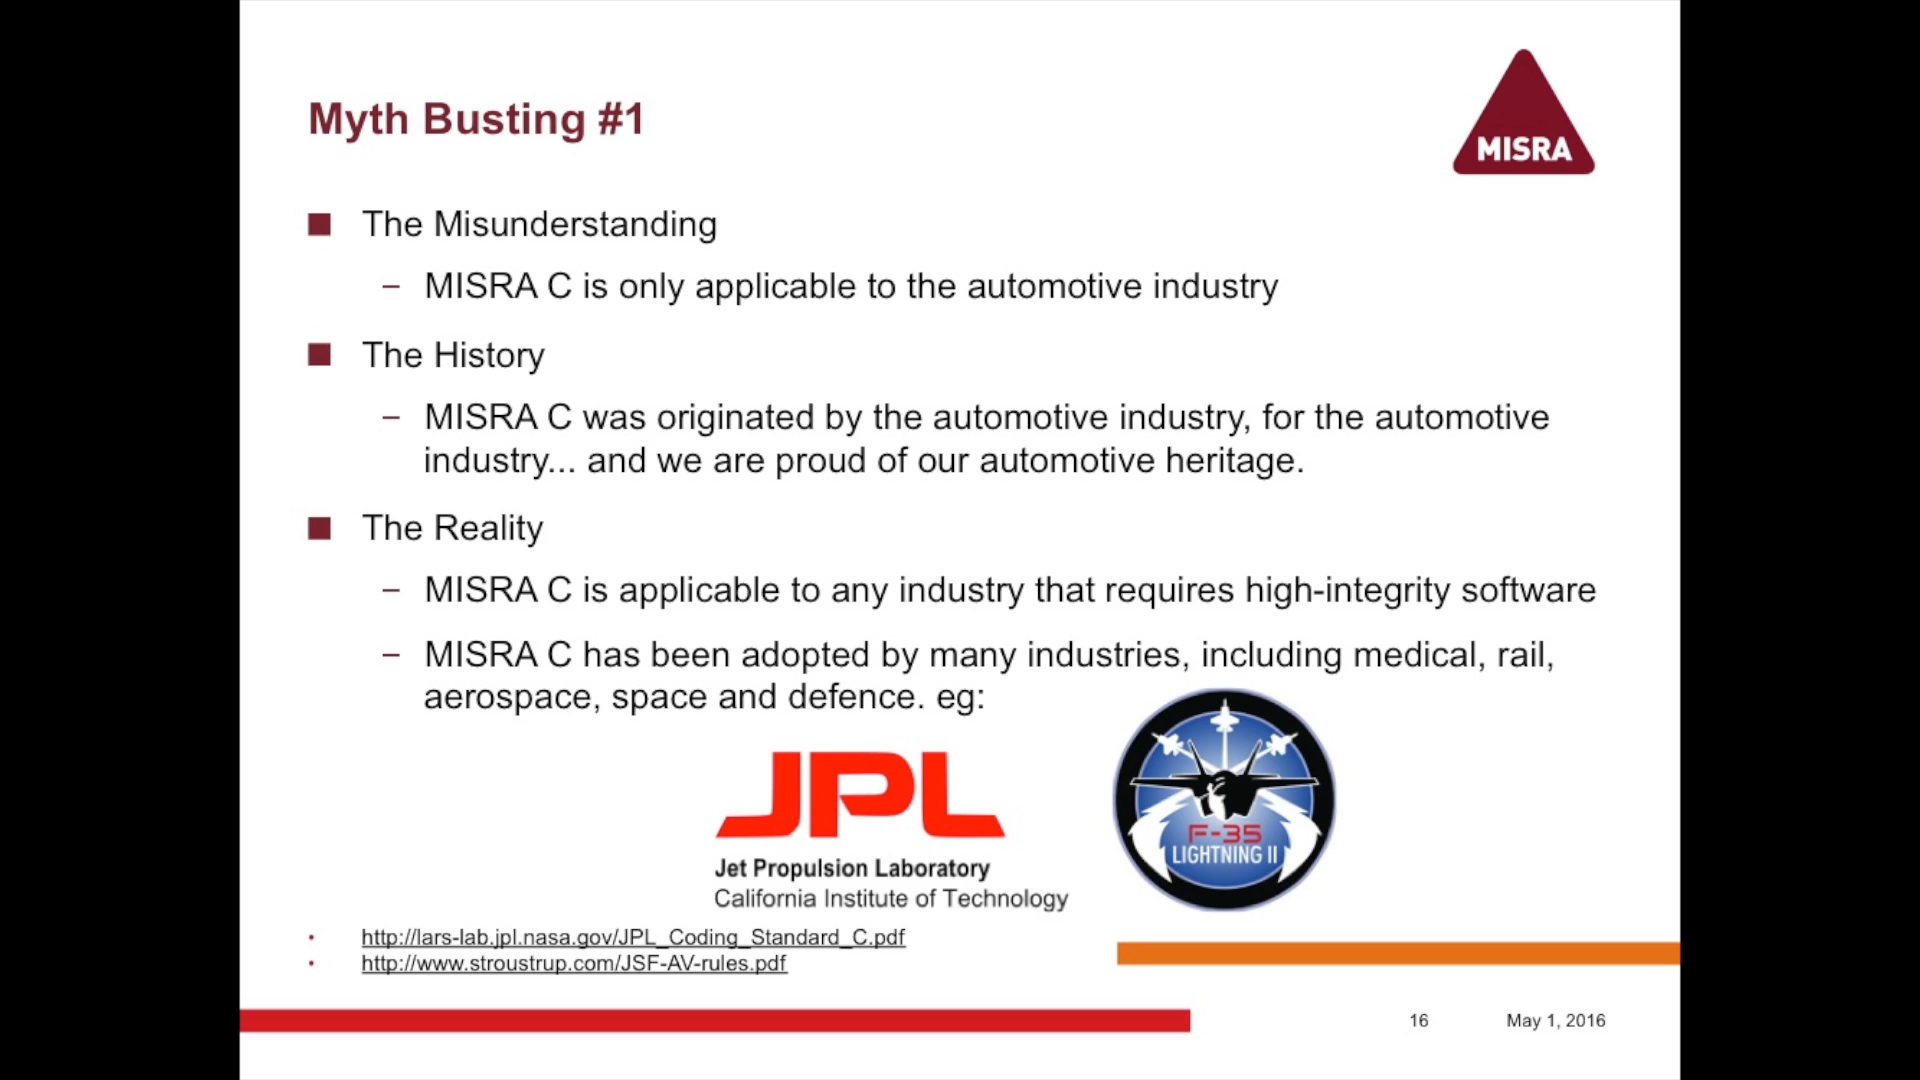 Myth Busting #1
MISRA
The Misunderstanding
– MISRA C is only applicable to the automotive industry
The History
– MISRA C was originated by the automotive industry, for the automotive
industry... and we are proud of our automotive heritage.
The Reality
– MISRA C is applicable to any industry that requires high-integrity software
– MISRA C has been adopted by many industries, including medical, rail,
aerospace, space and defence. eg:
JPL
Jet Propulsion Laboratory
California Institute of Technology
F-35
LIGHTNING II
• http://lars-lab.jpl.nasa.gov/JPL_Coding_Standard_C.pdf
• http://www.stroustrup.com/JSF-AV-rules.pdf
16 May 1, 2016